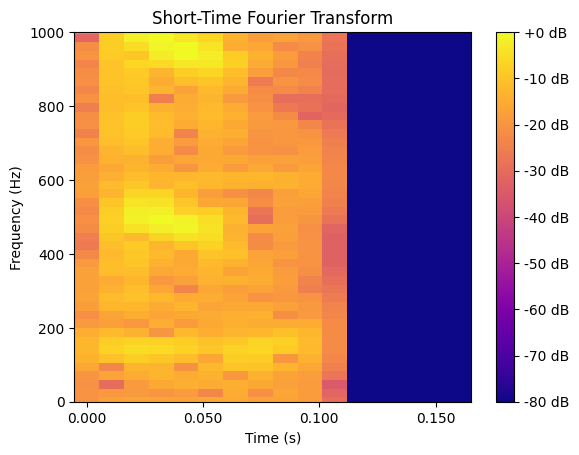 Short-Time Fourier Transform
Frequency (Hz)
1000
800
600
400
200
0
0.000
0.050
0.100
0.150
Time (s)
+0 dB
-10 dB
-20 dB
-30 dB
-40 dB
-50 dB
-60 dB
-70 dB
-80 dB